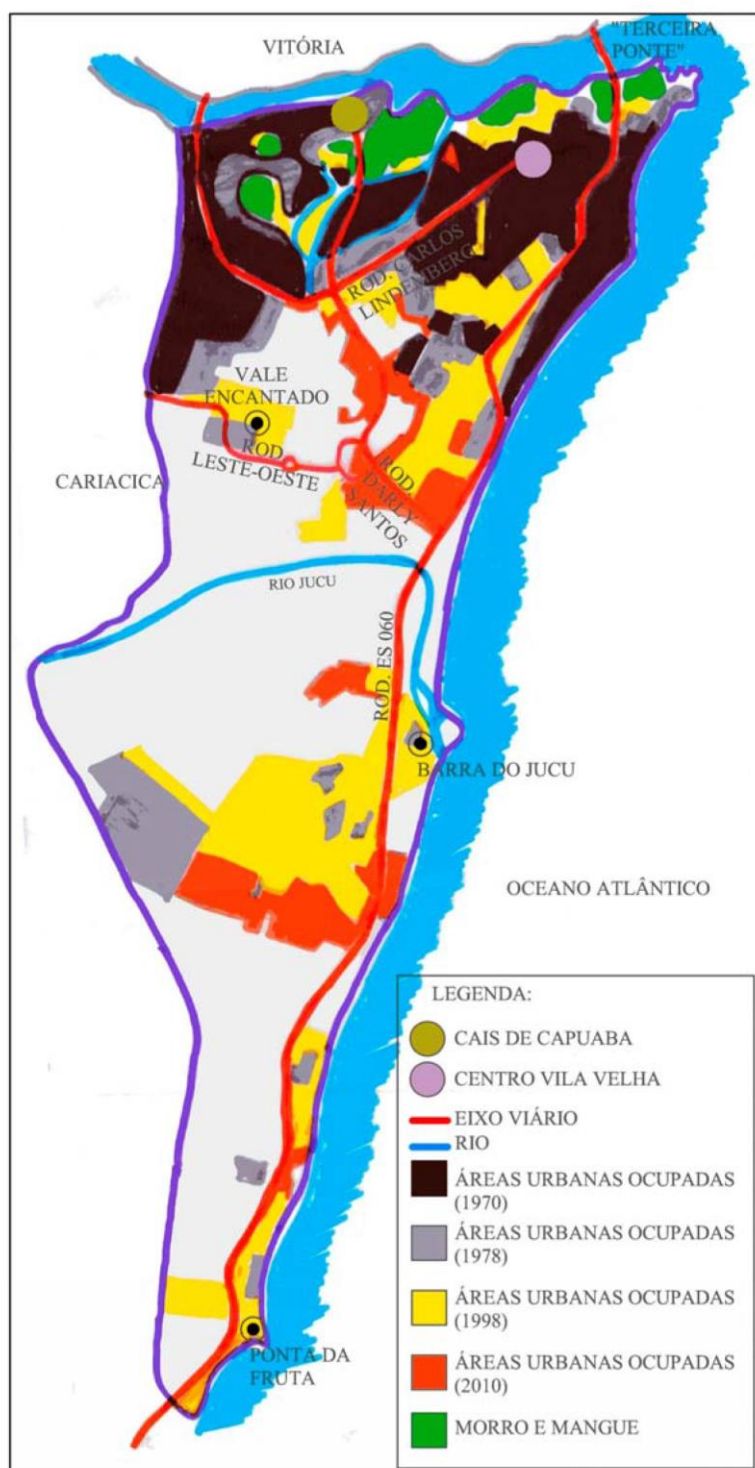 VITÓRIA
"TERCEIRA
PONTE"
ROD. CARLOS
LINDENBERG
VALE
ENCANTADO
ROD.
LESTE-OESTE
CARIACICA
ROD.
DARLY
SANTOS
RIO JUCU
ROD. ES 060
BARRA DO JUCU
OCEANO ATLÂNTICO
PONTA DA
FRUTA
LEGENDA:
CAIS DE CAPUABA
CENTRO VILA VELHA
EIXO VIÁRIO
RIO
ÁREAS URBANAS OCUPADAS
(1970)
ÁREAS URBANAS OCUPADAS
(1978)
ÁREAS URBANAS OCUPADAS
(1998)
ÁREAS URBANAS OCUPADAS
(2010)
MORRO E MANGUE